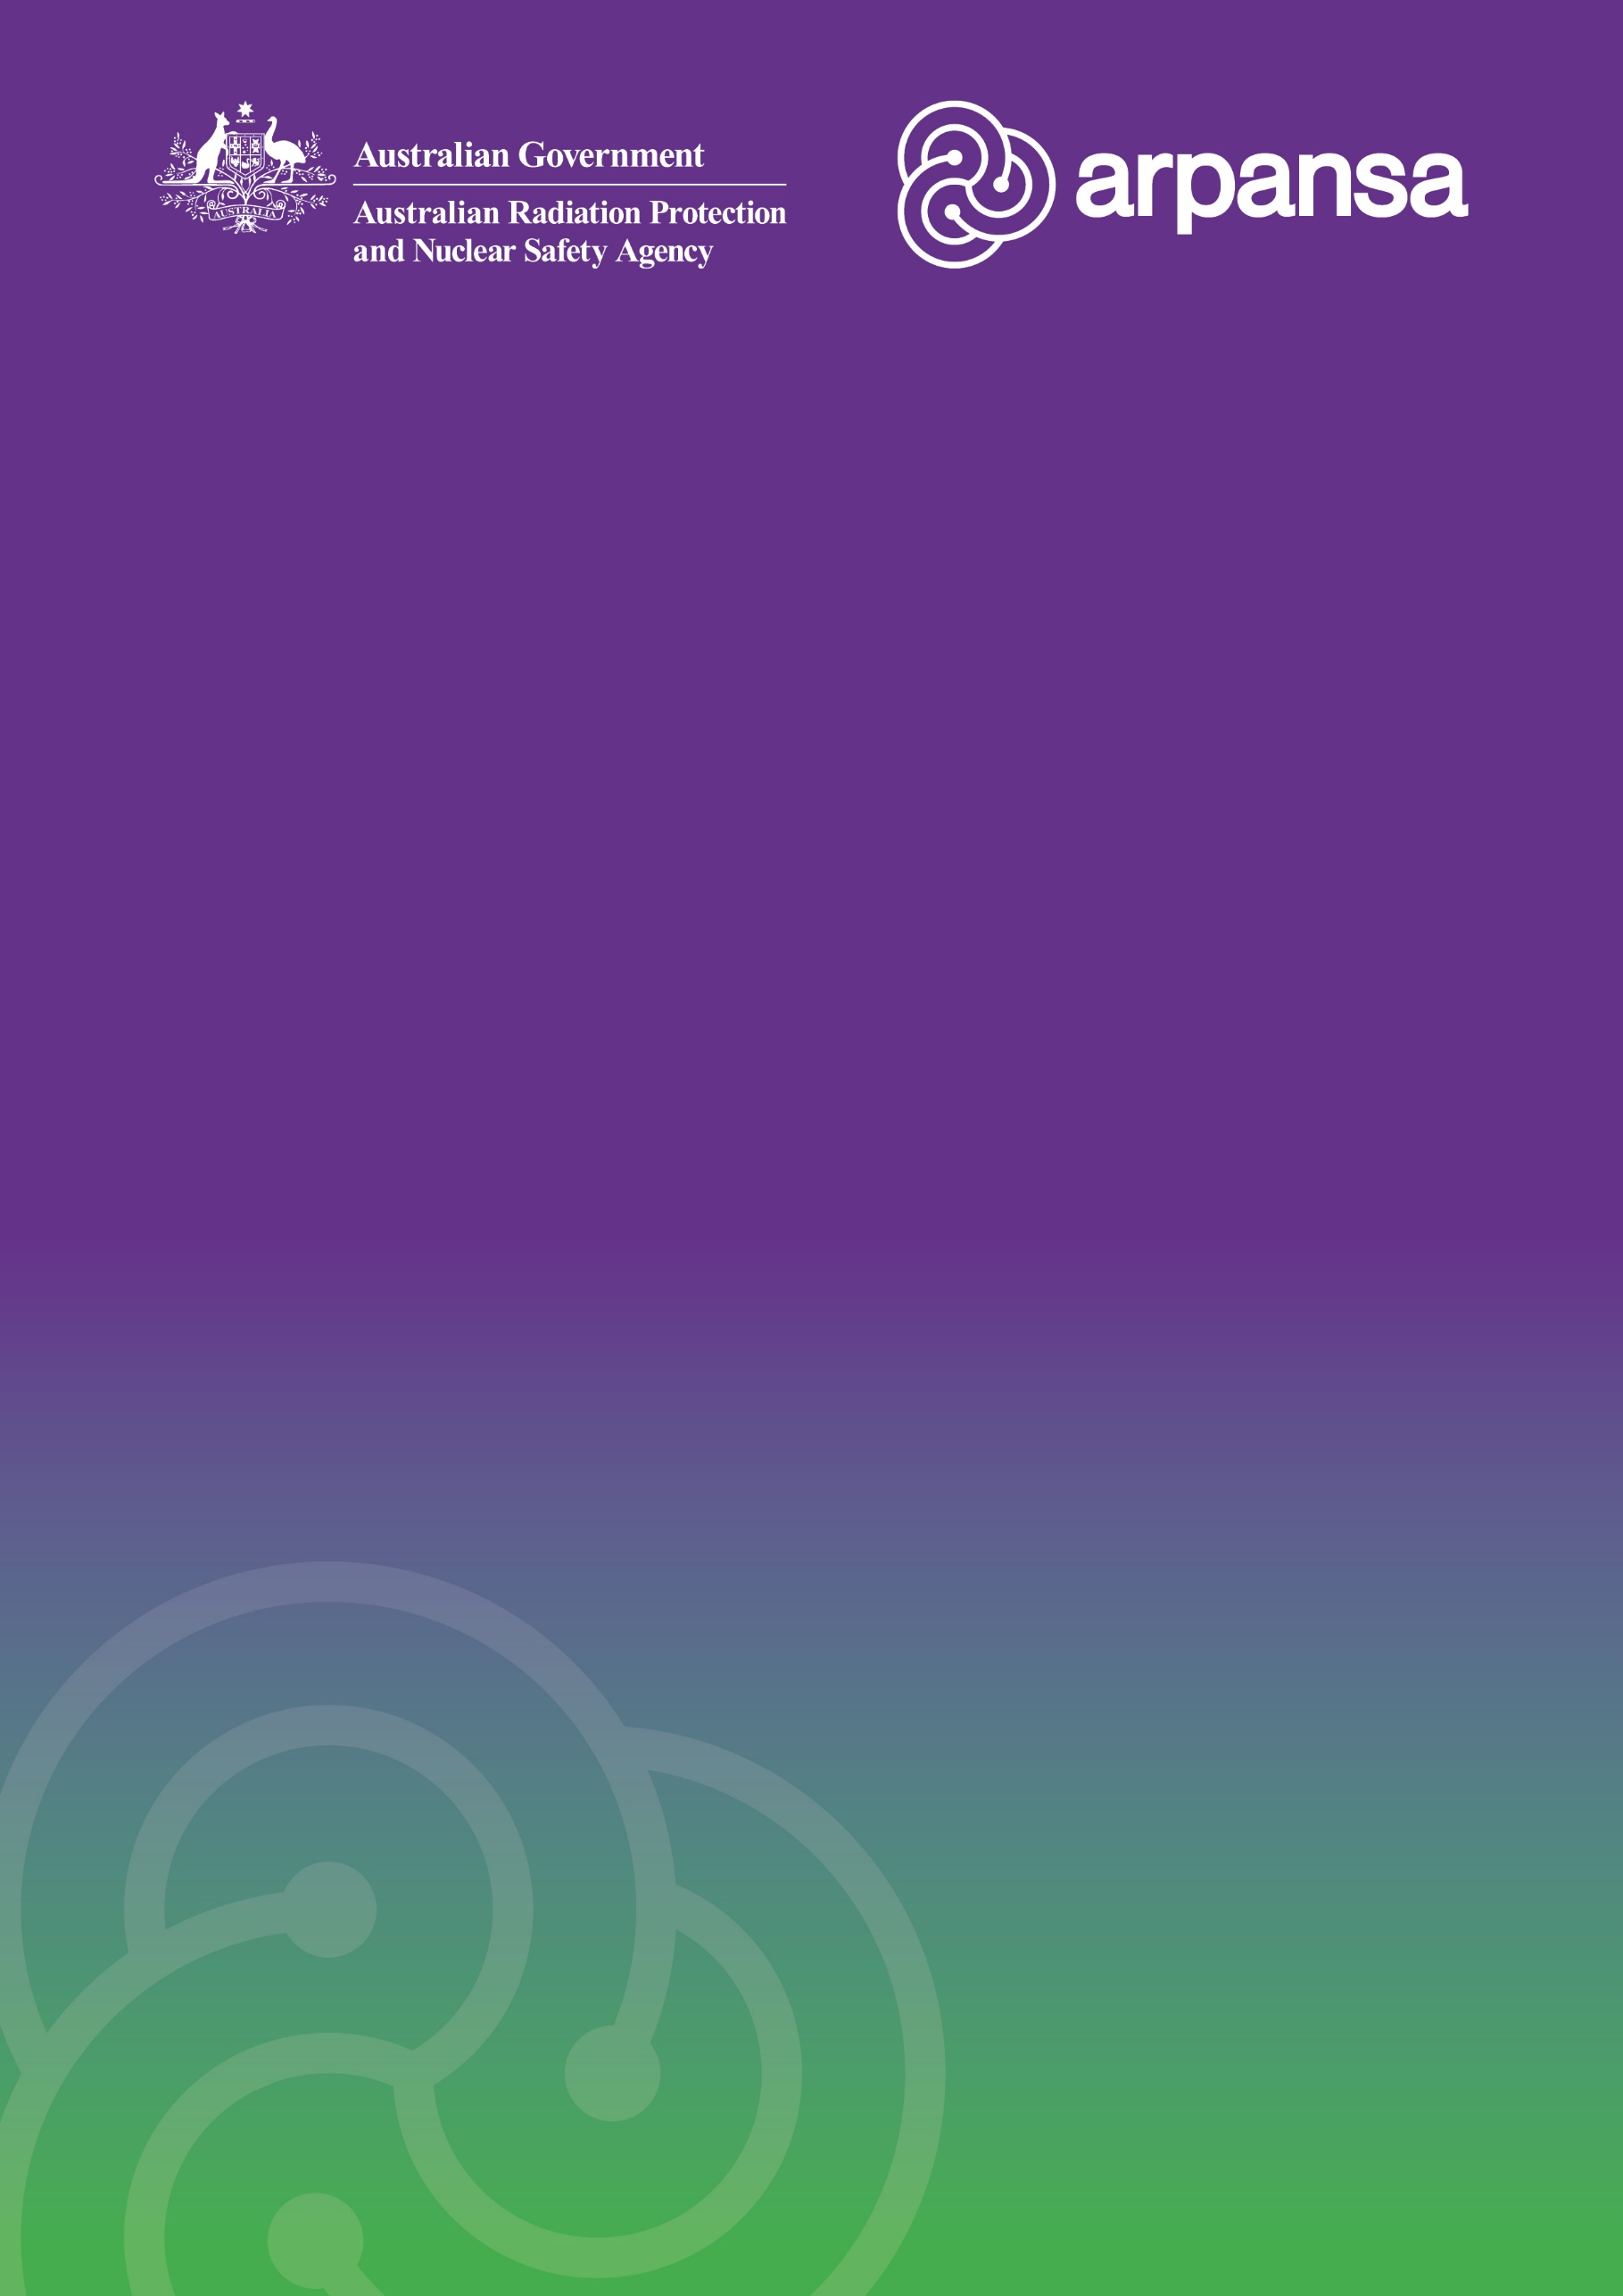 Australian Government
Australian Radiation Protection
and Nuclear Safety Agency
AUSTRALIA
arpansa